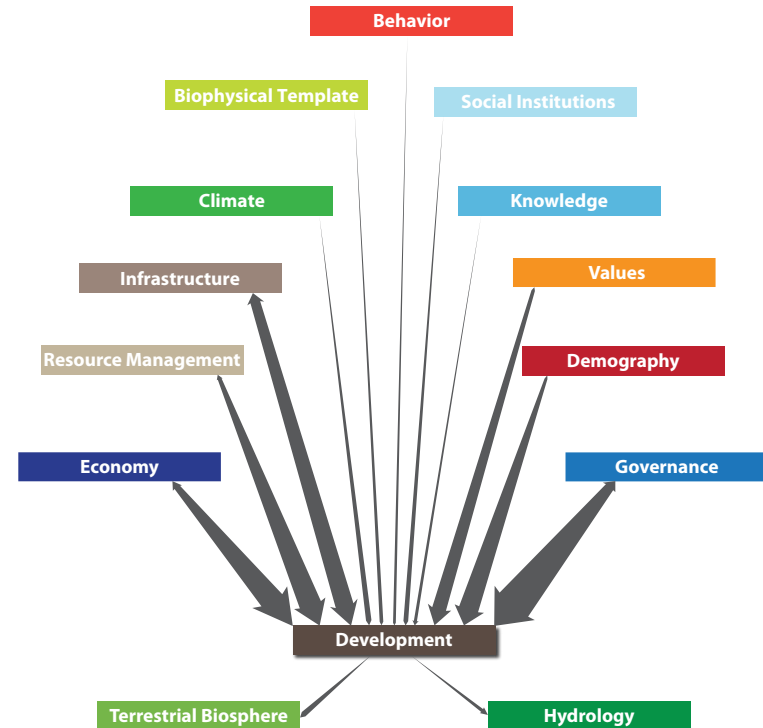 Behavior
Biophysical Template
Social Institutions
Climate
Knowledge
Infrastructure
Values
Resource Management
Demography
Economy
Governance
Development
Terrestrial Biosphere
Hydrology